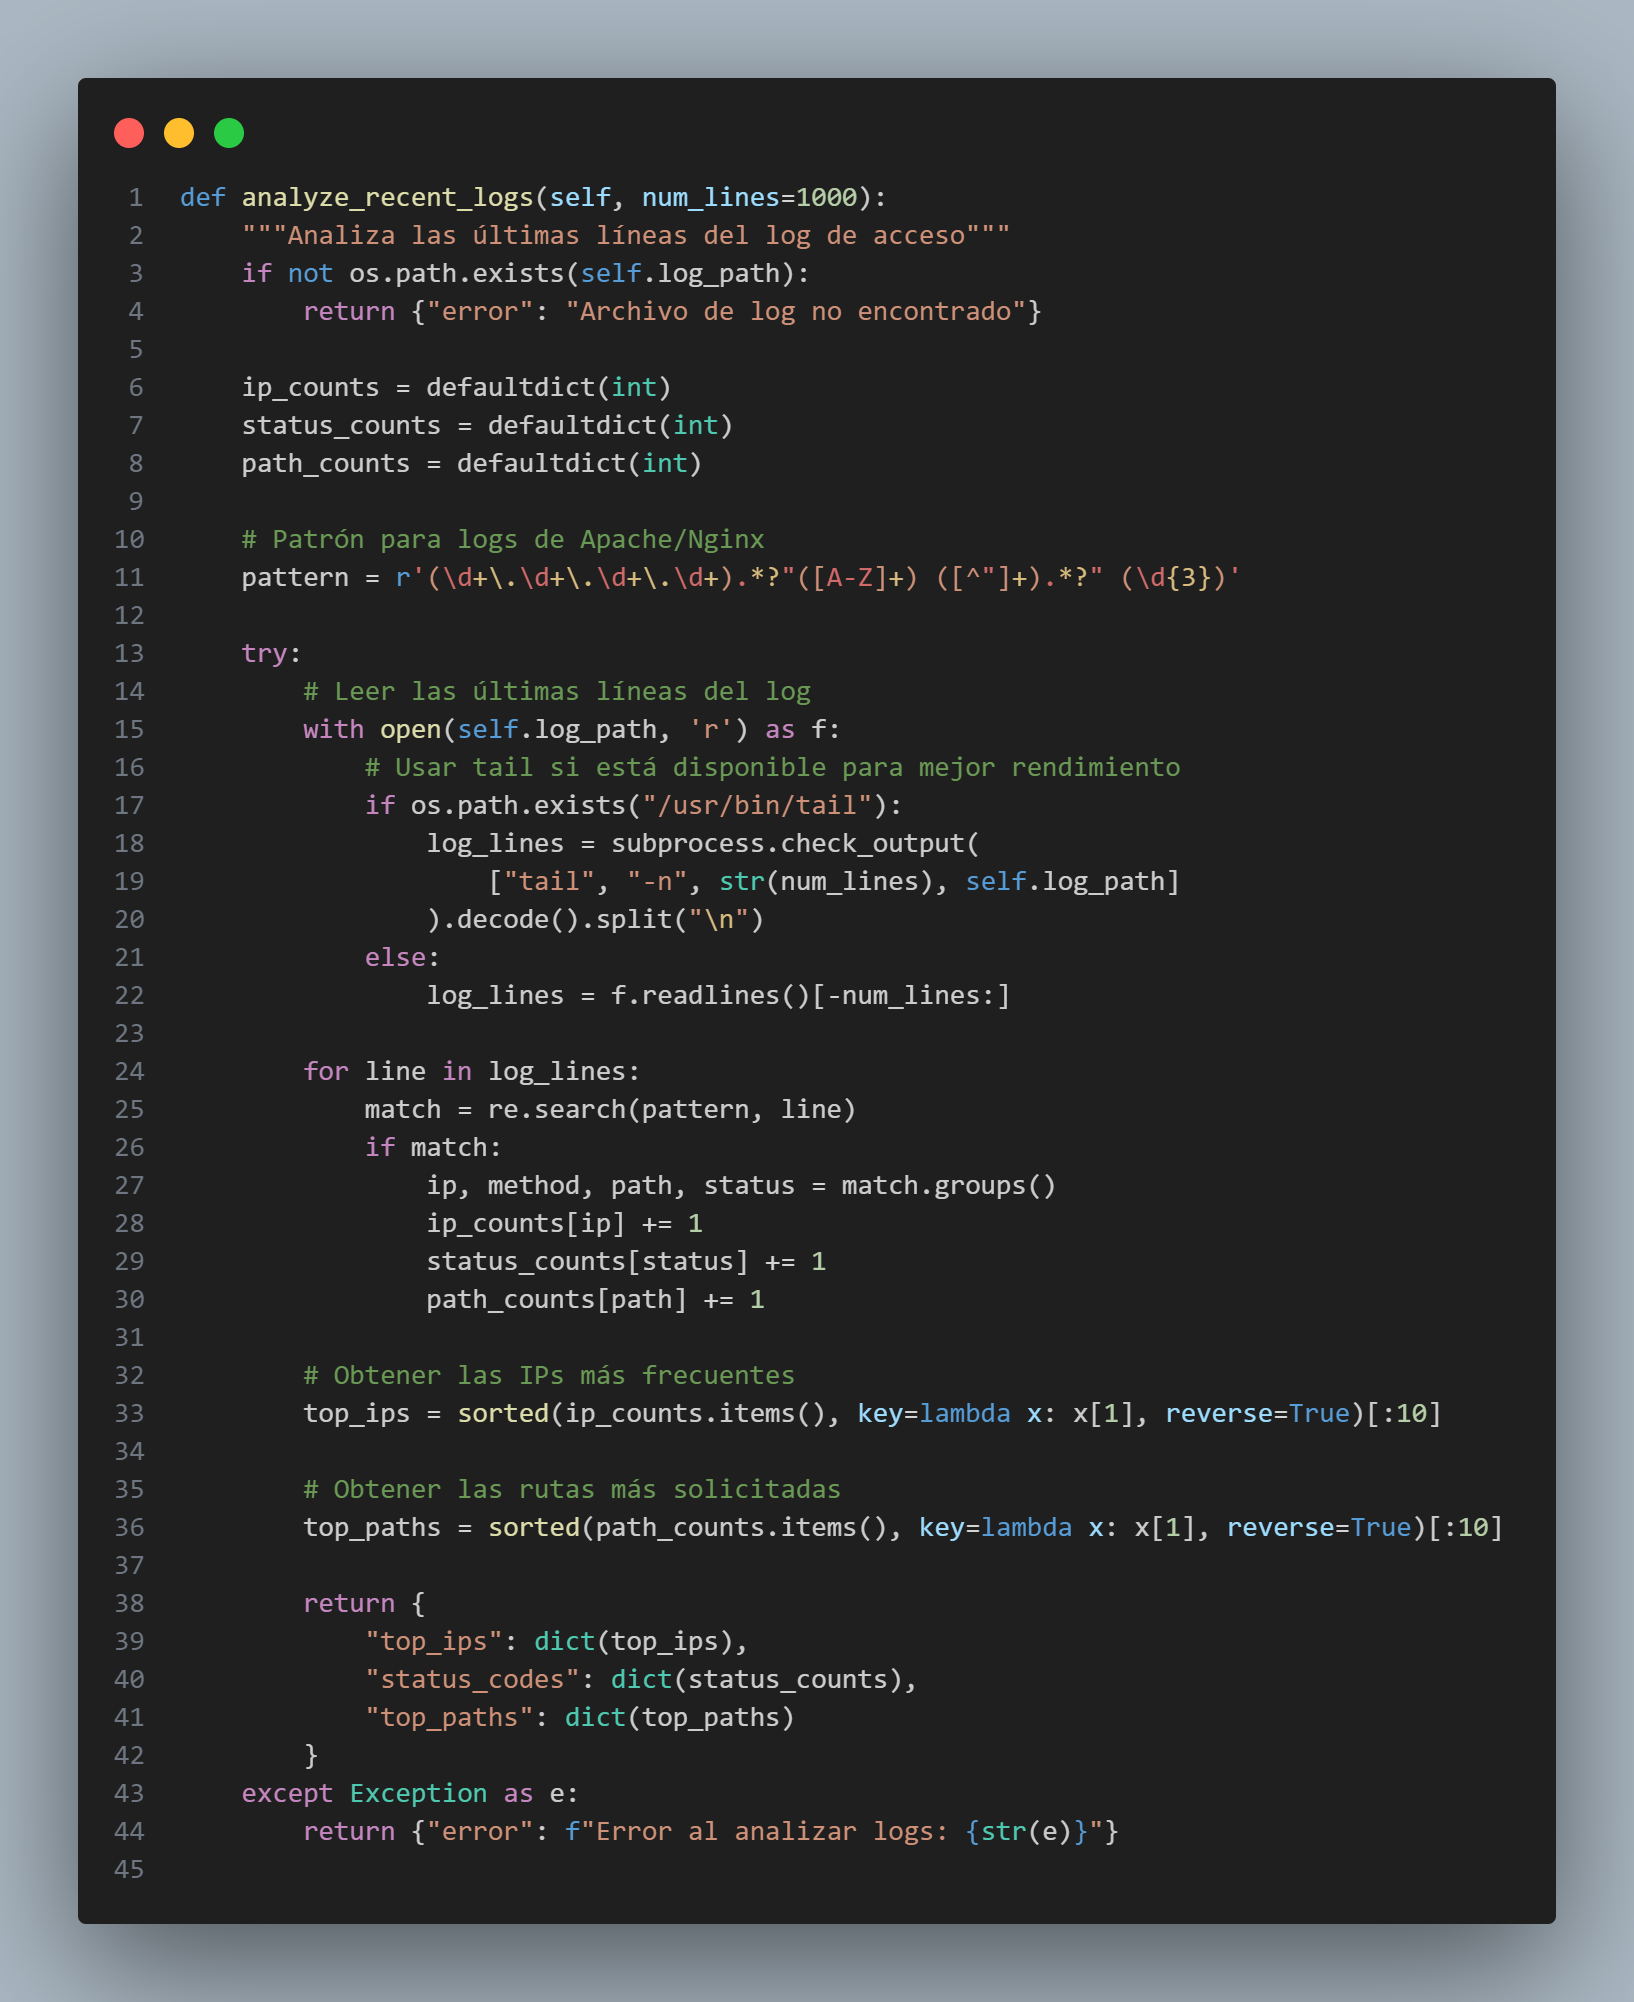 1 def analyze_recent_logs(self, num_lines=1000):
2     """Analiza las últimas líneas del log de acceso"""
3     if not os.path.exists(self.log_path):
4         return {"error": "Archivo de log no encontrado"}
5
6     ip_counts = defaultdict(int)
7     status_counts = defaultdict(int)
8     path_counts = defaultdict(int)
9
10     # Patrón para logs de Apache/Nginx
11     pattern = r'(\d+\.\d+\.\d+\.\d+).*?"([A-Z]+) ([^"]+).*?" (\d{3})'
12
13     try:
14         # Leer las últimas líneas del log
15         with open(self.log_path, 'r') as f:
16             # Usar tail si está disponible para mejor rendimiento
17             if os.path.exists("/usr/bin/tail"):
18                 log_lines = subprocess.check_output(
19                     ["tail", "-n", str(num_lines), self.log_path]
20                 ).decode().split("\n")
21             else:
22                 log_lines = f.readlines()[-num_lines:]
23
24         for line in log_lines:
25             match = re.search(pattern, line)
26             if match:
27                 ip, method, path, status = match.groups()
28                 ip_counts[ip] += 1
29                 status_counts[status] += 1
30                 path_counts[path] += 1
31
32         # Obtener las IPs más frecuentes
33         top_ips = sorted(ip_counts.items(), key=lambda x: x[1], reverse=True)[:10]
34
35         # Obtener las rutas más solicitadas
36         top_paths = sorted(path_counts.items(), key=lambda x: x[1], reverse=True)[:10]
37
38         return {
39             "top_ips": dict(top_ips),
40             "status_codes": dict(status_counts),
41             "top_paths": dict(top_paths)
42         }
43     except Exception as e:
44         return {"error": f"Error al analizar logs: {str(e)}"}
45